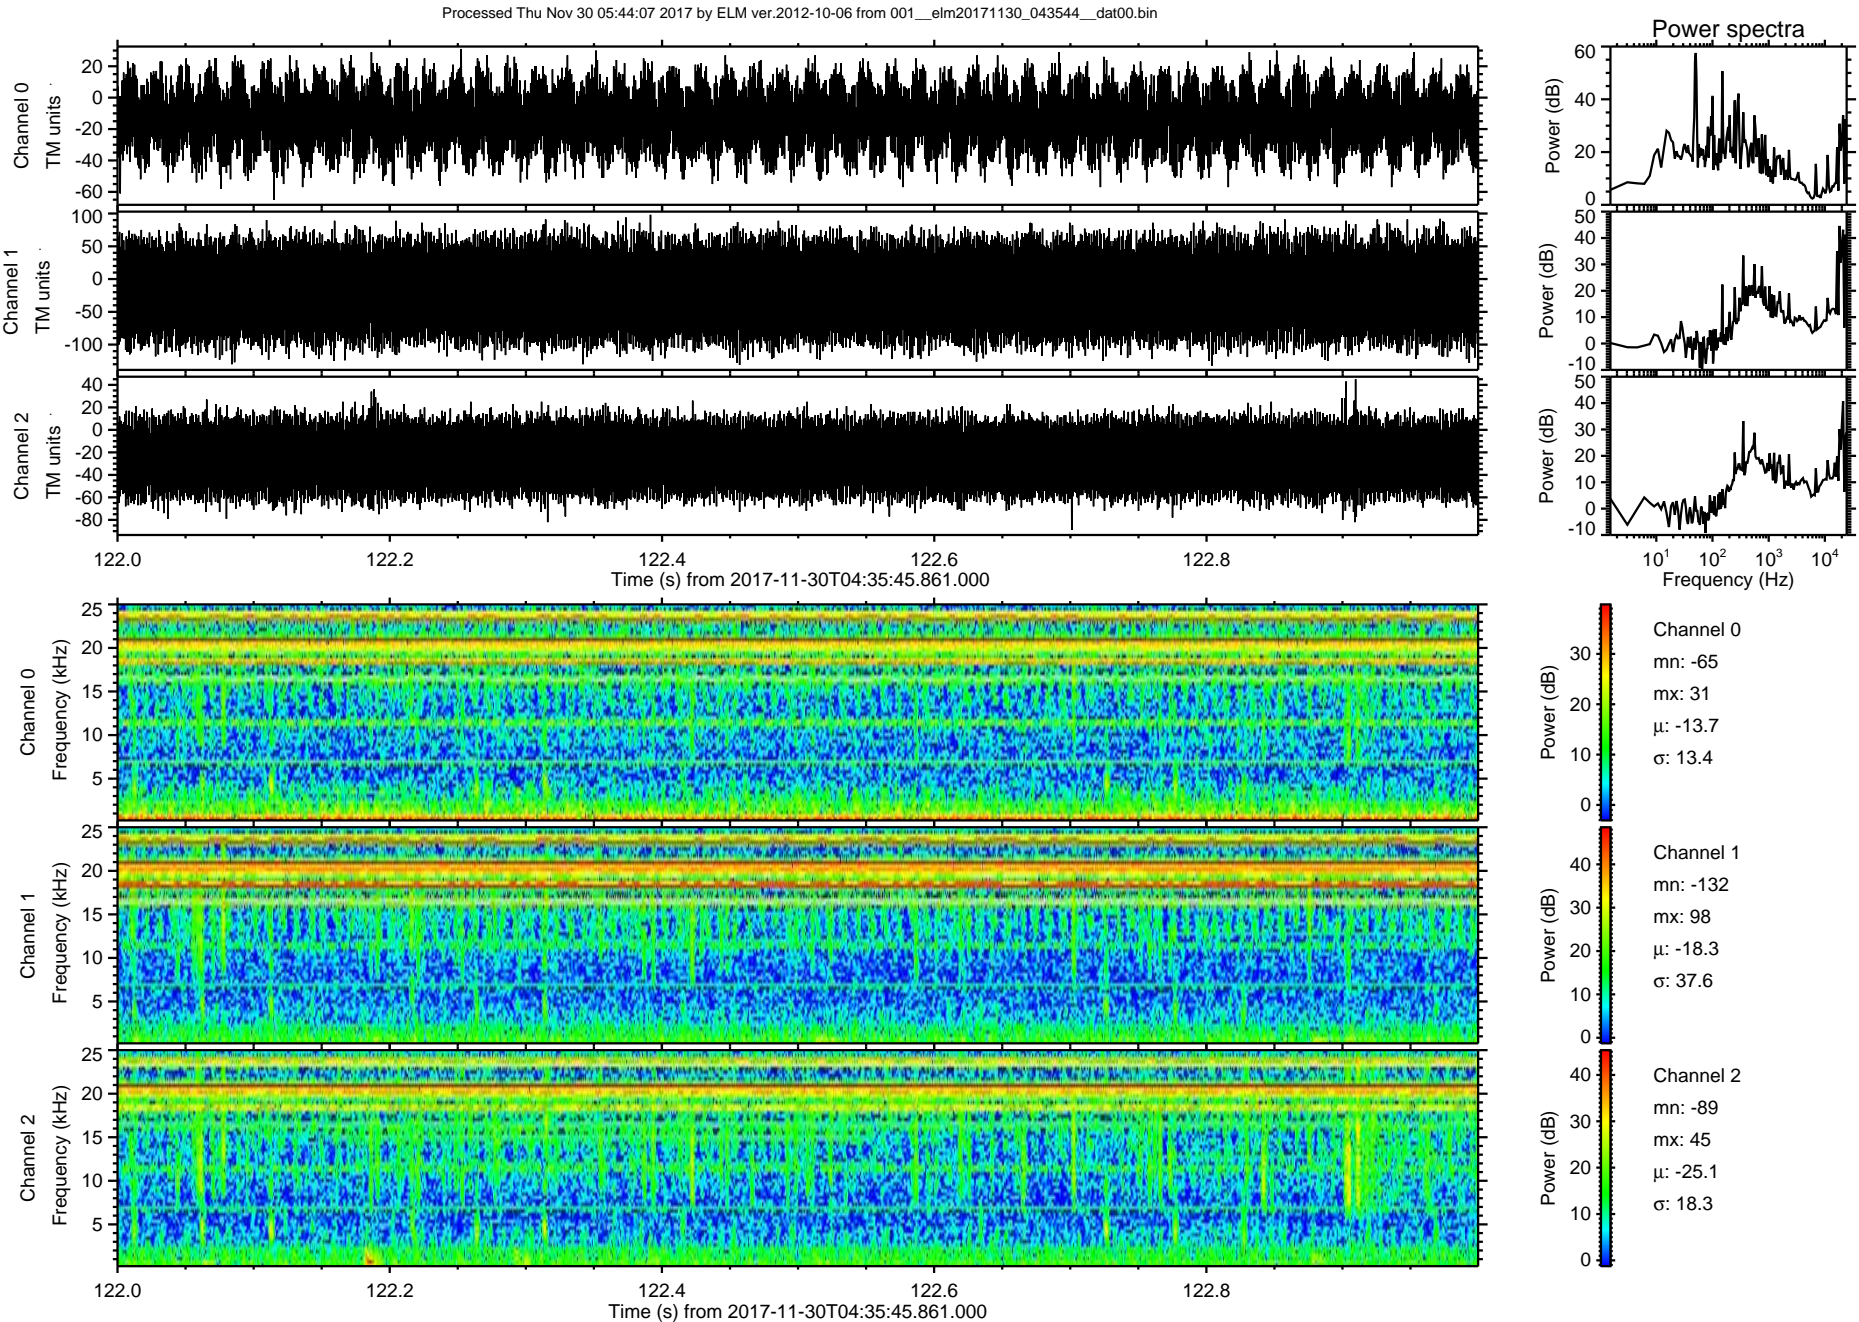 Processed Thu Nov 30 05:44:07 2017 by ELM ver.2012-10-06 from 001__elm20171130_043544__dat00.bin
Power spectra
Channel 0
TM units
20
0
-20
-40
-60
Power (dB)
60
40
20
0
Channel 1
TM units
100
50
0
-50
-100
Power (dB)
50
40
30
20
10
0
-10
Channel 2
TM units
40
20
0
-20
-40
-60
-80
Power (dB)
50
40
30
20
10
0
-10
122.0 122.2 122.4 122.6 122.8
Time (s) from 2017-11-30T04:35:45.861.000
10¹ 10² 10³ 10⁴
Frequency (Hz)
Channel 0
Frequency (kHz)
25
20
15
10
5
Power (dB)
30
20
10
0
Channel 0
mn: -65
mx: 31
μ: -13.7
σ: 13.4
Channel 1
Frequency (kHz)
25
20
15
10
5
Power (dB)
40
30
20
10
0
Channel 1
mn: -132
mx: 98
μ: -18.3
σ: 37.6
Channel 2
Frequency (kHz)
25
20
15
10
5
Power (dB)
40
30
20
10
0
Channel 2
mn: -89
mx: 45
μ: -25.1
σ: 18.3
122.0 122.2 122.4 122.6 122.8
Time (s) from 2017-11-30T04:35:45.861.000